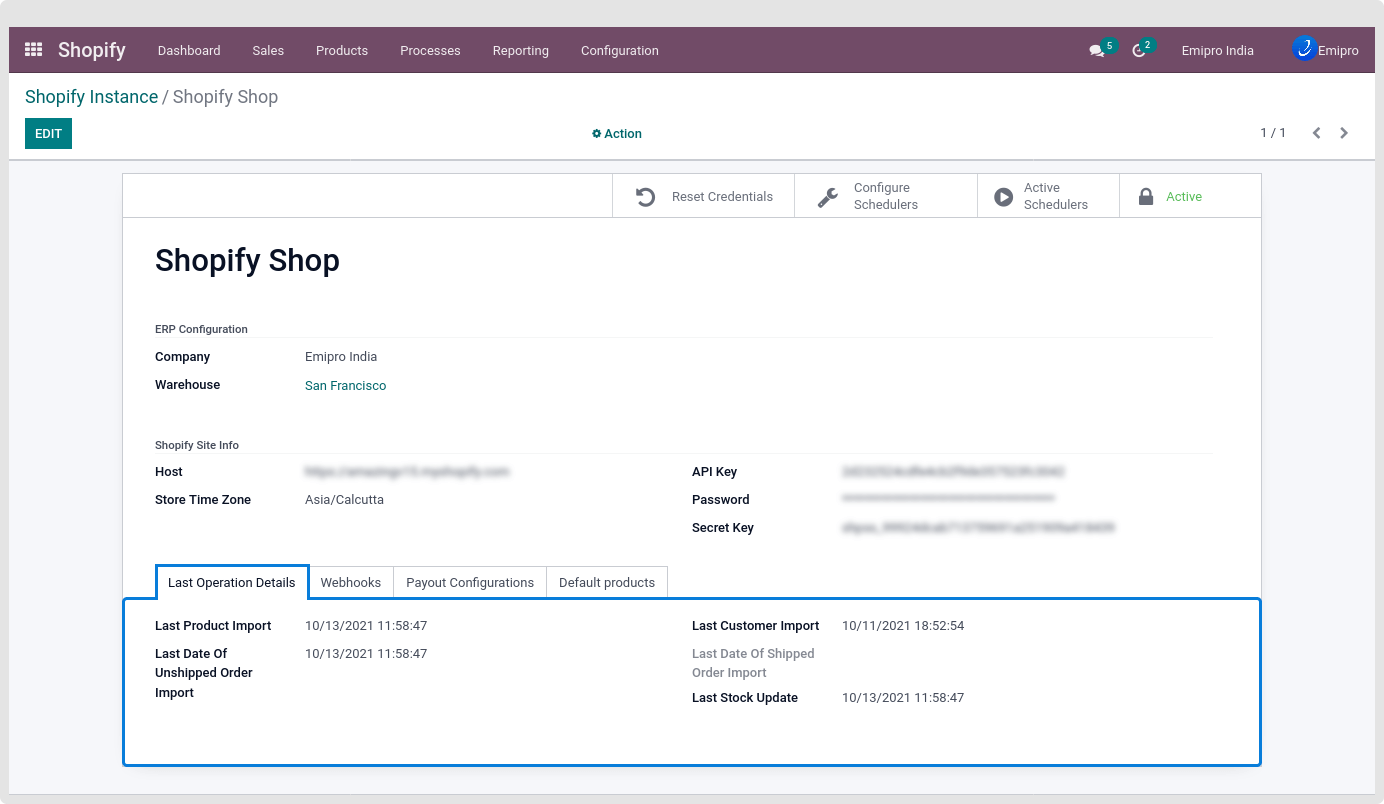 Shopify Dashboard Sales Products Processes Reporting Configuration 5 2 Emipro India Emipro
Shopify Instance / Shopify Shop
EDIT Action 1 / 1
Reset Credentials Configure Schedulers Active Schedulers Active
Shopify Shop
ERP Configuration
Company Emipro India
Warehouse San Francisco
Shopify Site Info
Host API Key
Store Time Zone Asia/Calcutta Password
Secret Key
Last Operation Details Webhooks Payout Configurations Default products
Last Product Import 10/13/2021 11:58:47 Last Customer Import 10/11/2021 18:52:54
Last Date Of Unshipped Order Import 10/13/2021 11:58:47 Last Date Of Shipped Order Import
Last Stock Update 10/13/2021 11:58:47